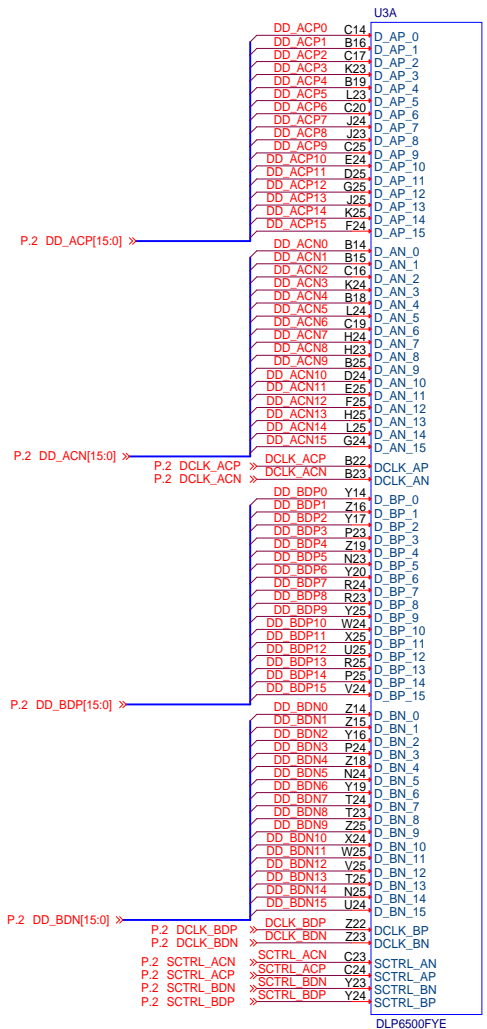 U3A
DD_ACP0 C14 D_AP_0
DD_ACP1 B16 D_AP_1
DD_ACP2 C17 D_AP_2
DD_ACP3 K23 D_AP_3
DD_ACP4 B19 D_AP_4
DD_ACP5 L23 D_AP_5
DD_ACP6 C20 D_AP_6
DD_ACP7 J24 D_AP_7
DD_ACP8 J23 D_AP_8
DD_ACP9 C25 D_AP_9
DD_ACP10 E24 D_AP_10
DD_ACP11 D25 D_AP_11
DD_ACP12 G25 D_AP_12
DD_ACP13 J25 D_AP_13
DD_ACP14 K25 D_AP_14
DD_ACP15 F24 D_AP_15
P.2 DD_ACP[15:0]
DD_ACN0 B14 D_AN_0
DD_ACN1 B15 D_AN_1
DD_ACN2 C16 D_AN_2
DD_ACN3 K24 D_AN_3
DD_ACN4 B18 D_AN_4
DD_ACN5 L24 D_AN_5
DD_ACN6 C19 D_AN_6
DD_ACN7 H24 D_AN_7
DD_ACN8 H23 D_AN_8
DD_ACN9 B25 D_AN_9
DD_ACN10 D24 D_AN_10
DD_ACN11 E25 D_AN_11
DD_ACN12 F25 D_AN_12
DD_ACN13 H25 D_AN_13
DD_ACN14 L25 D_AN_14
DD_ACN15 G24 D_AN_15
P.2 DD_ACN[15:0]
P.2 DCLK_ACP DCLK_ACP B22 DCLK_AP
P.2 DCLK_ACN DCLK_ACN B23 DCLK_AN
DD_BDP0 Y14 D_BP_0
DD_BDP1 Z16 D_BP_1
DD_BDP2 Y17 D_BP_2
DD_BDP3 P23 D_BP_3
DD_BDP4 Z19 D_BP_4
DD_BDP5 N23 D_BP_5
DD_BDP6 Y20 D_BP_6
DD_BDP7 R24 D_BP_7
DD_BDP8 R23 D_BP_8
DD_BDP9 Y25 D_BP_9
DD_BDP10 W24 D_BP_10
DD_BDP11 X25 D_BP_11
DD_BDP12 U25 D_BP_12
DD_BDP13 R25 D_BP_13
DD_BDP14 P25 D_BP_14
DD_BDP15 V24 D_BP_15
P.2 DD_BDP[15:0]
DD_BDN0 Z14 D_BN_0
DD_BDN1 Z15 D_BN_1
DD_BDN2 Y16 D_BN_2
DD_BDN3 P24 D_BN_3
DD_BDN4 Z18 D_BN_4
DD_BDN5 N24 D_BN_5
DD_BDN6 Y19 D_BN_6
DD_BDN7 T24 D_BN_7
DD_BDN8 T23 D_BN_8
DD_BDN9 Z25 D_BN_9
DD_BDN10 X24 D_BN_10
DD_BDN11 W25 D_BN_11
DD_BDN12 V25 D_BN_12
DD_BDN13 T25 D_BN_13
DD_BDN14 N25 D_BN_14
DD_BDN15 U24 D_BN_15
P.2 DD_BDN[15:0]
P.2 DCLK_BDP DCLK_BDP Z22 DCLK_BP
P.2 DCLK_BDN DCLK_BDN Z23 DCLK_BN
P.2 SCTRL_ACN SCTRL_ACN C23 SCTRL_AN
P.2 SCTRL_ACP SCTRL_ACP C24 SCTRL_AP
P.2 SCTRL_BDN SCTRL_BDN Y23 SCTRL_BN
P.2 SCTRL_BDP SCTRL_BDP Y24 SCTRL_BP
DLP6500FYE